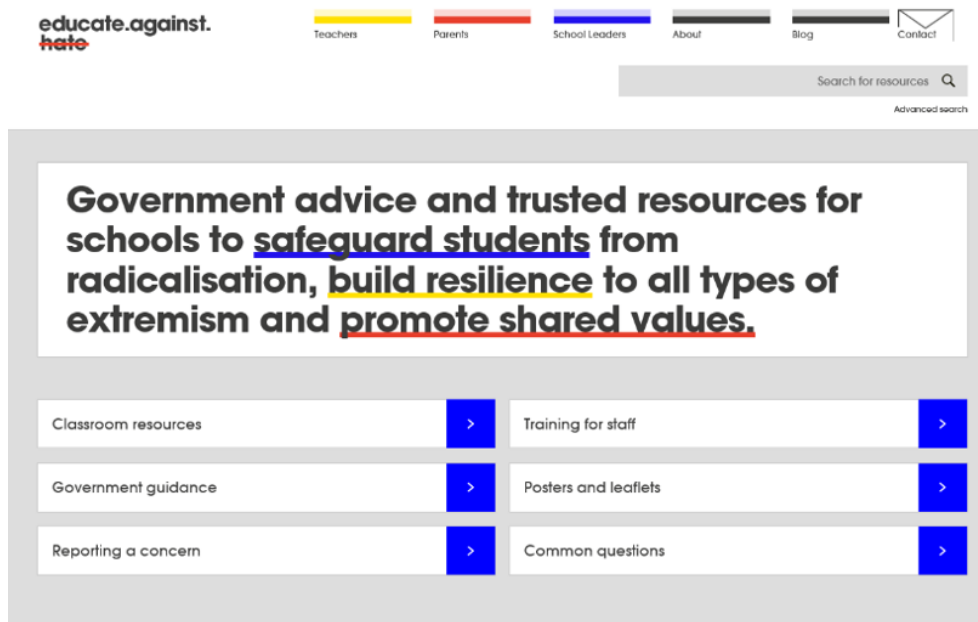 educate.against.
hate
Teachers
Parents
School Leaders
About
Blog
Contact
Search for resources
Advanced search
Government advice and trusted resources for
schools to safeguard students from
radicalisation, build resilience to all types of
extremism and promote shared values.
Classroom resources
Training for staff
Government guidance
Posters and leaflets
Reporting a concern
Common questions